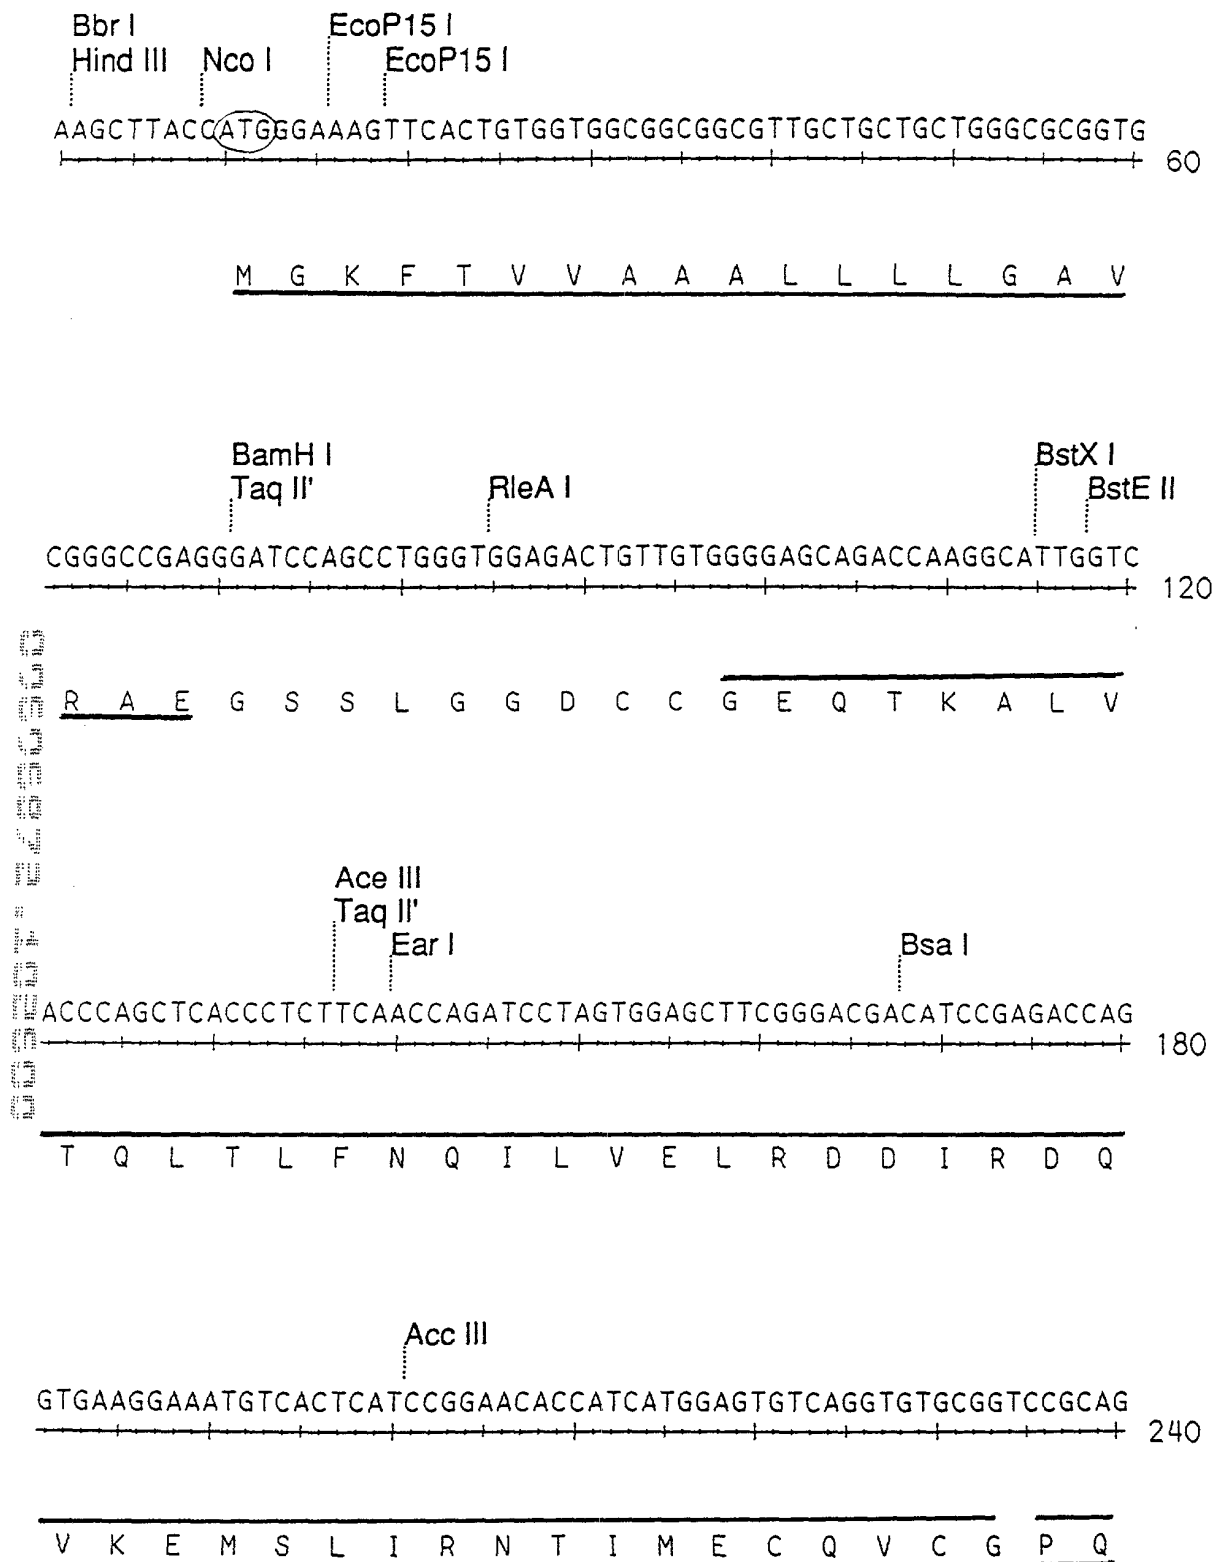 Bbr I EcoP15 I
Hind III Nco I EcoP15 I
AAGCTTACCATGGGAAAGTTCACTGTGGTGGCGGCGGCGTTGCTGCTGCTGGGCGCGGTG
60
M G K F T V V A A A L L L L G A V
BamH I BstX I
Taq II' RleA I BstE II
CGGGCCGAGGGATCCAGCCTGGGTGGAGACTGTTGTGGGGAGCAGACCAAGGCATTGGTC
120
R A E G S S L G G D C C G E Q T K A L V
Ace III
Taq II'
Ear I Bsa I
ACCCAGCTCACCCTCTTCAACCAGATCCTAGTGGAGCTTCGGGACGACATCCGAGACCAG
180
T Q L T L F N Q I L V E L R D D I R D Q
Acc III
GTGAAGGAAATGTCACTCATCCGGAACACCATCATGGAGTGTCAGGTGTGCGGTCCGCAG
240
V K E M S L I R N T I M E C Q V C G P Q